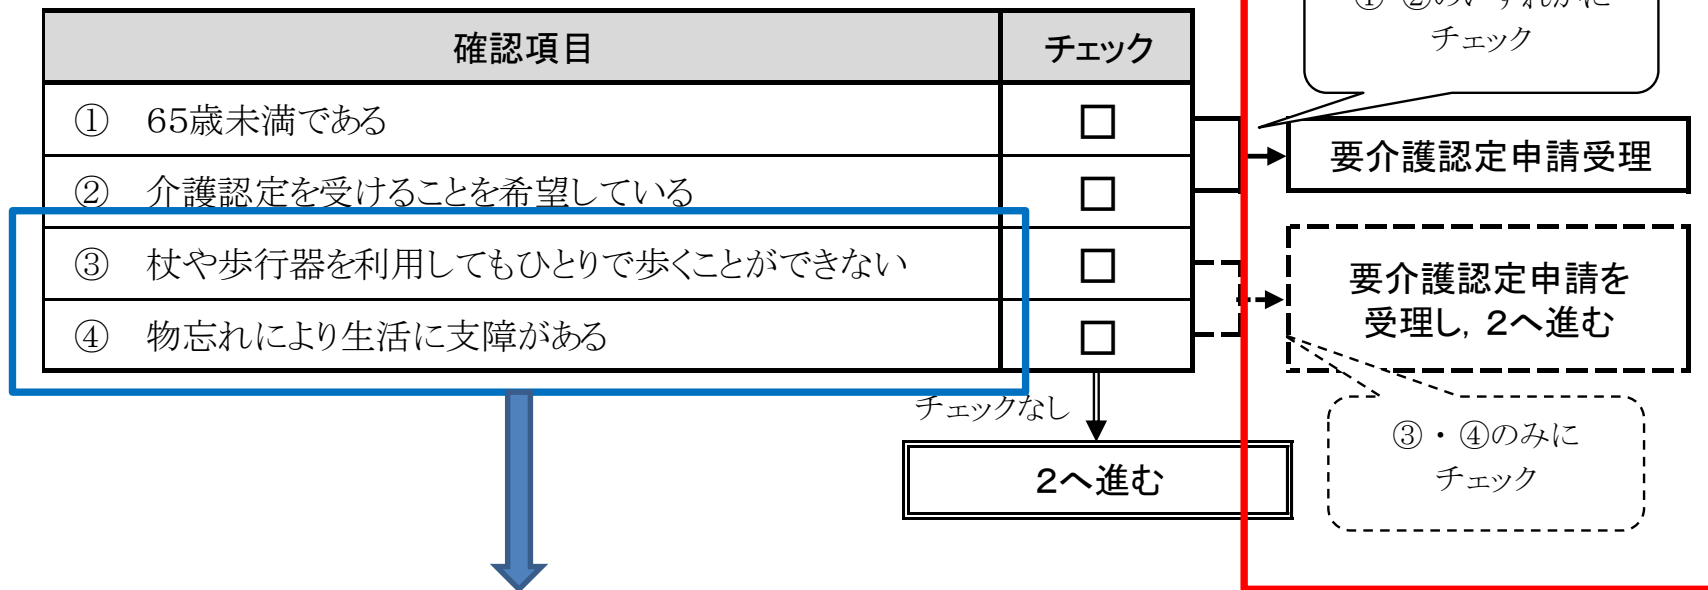 ①・②のいずれかに
チェック
確認項目 チェック
① 65歳未満である □
② 介護認定を受けることを希望している □
③ 杖や歩行器を利用してもひとりで歩くことができない □
④ 物忘れにより生活に支障がある □
要介護認定申請受理
要介護認定申請を
受理し，2へ進む
③・④のみに
チェック
チェックなし
2へ進む